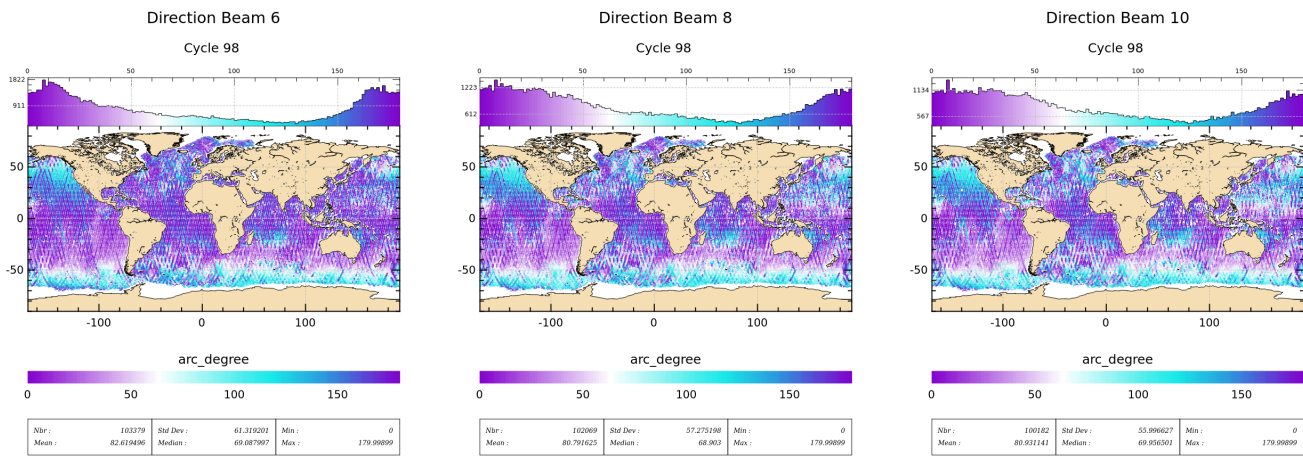 Direction Beam 6
Cycle 98
0 50 100 150
1822
911
50
0
-50
-100 0 100
arc_degree
0 50 100 150
Nbr : 103379 Std Dev : 61.319201 Min : 0
Mean : 82.619496 Median : 69.087997 Max : 179.99899
Direction Beam 8
Cycle 98
0 50 100 150
1223
612
50
0
-50
-100 0 100
arc_degree
0 50 100 150
Nbr : 102069 Std Dev : 57.275198 Min : 0
Mean : 80.791625 Median : 68.903 Max : 179.99899
Direction Beam 10
Cycle 98
0 50 100 150
1134
567
50
0
-50
-100 0 100
arc_degree
0 50 100 150
Nbr : 100182 Std Dev : 55.996627 Min : 0
Mean : 80.931141 Median : 69.956501 Max : 179.99899